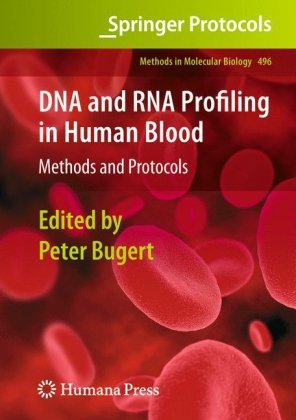 Springer Protocols
Methods in Molecular Biology 496
DNA and RNA Profiling
in Human Blood
Methods and Protocols
Edited by
Peter Bugert
Humana Press